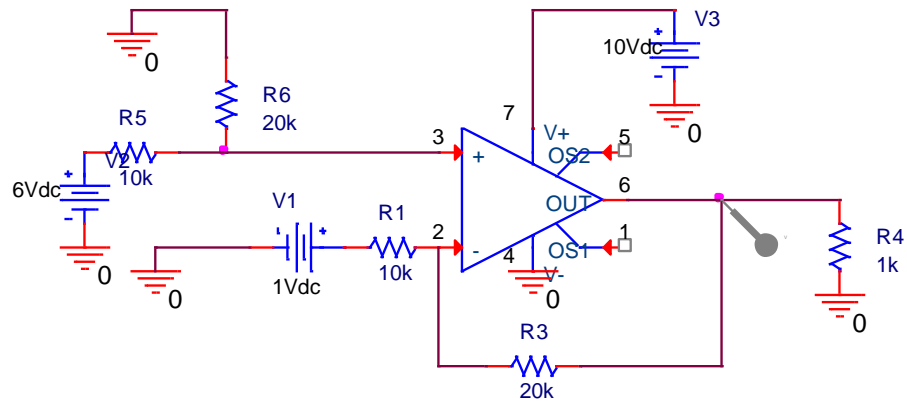 V3
10Vdc
0
0
R6
20k
7
R5
V2
10k
6Vdc
0
3
+
V+
OS2
5
6
OUT
V1
1Vdc
0
R1
10k
2
-
4
OS1
1
V-
0
R4
1k
0
R3
20k